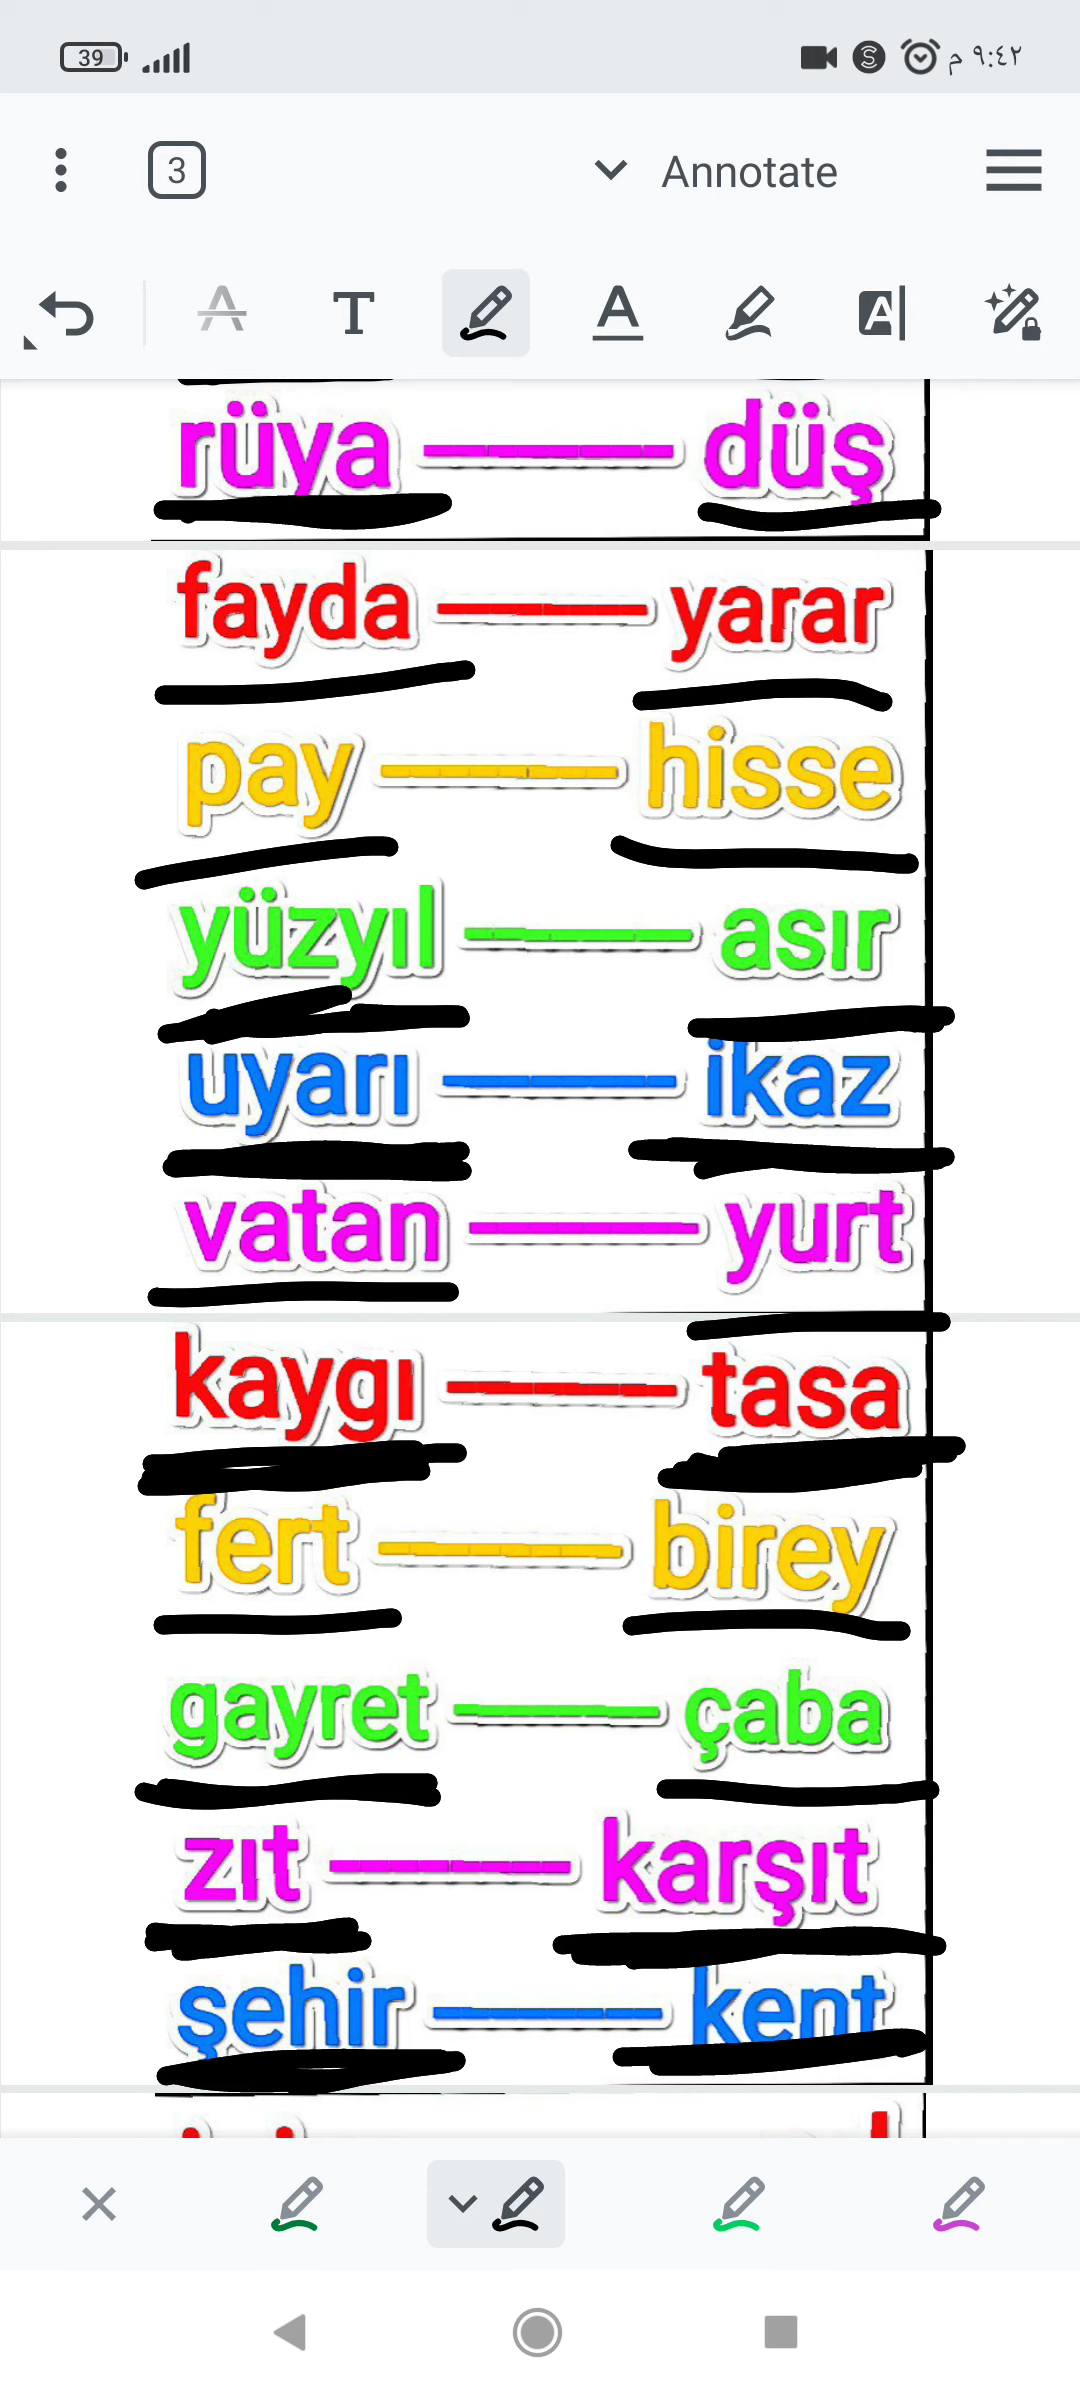 39 م ٩:٤٢
3 Annotate
rüya — düş
fayda — yarar
pay — hisse
yüzyıl — asır
uyarı — ikaz
vatan — yurt
kaygı — tasa
fert — birey
gayret — çaba
zıt — karşıt
şehir — kent